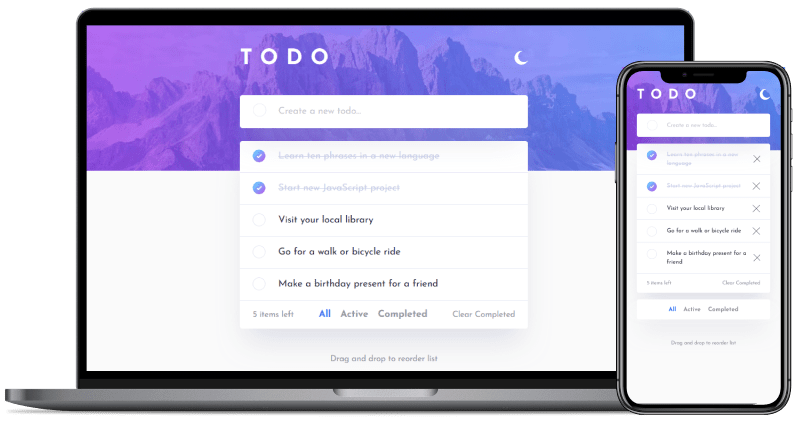 TODO
Create a new todo...
Learn ten phrases in a new language
Start new JavaScript project
Visit your local library
Go for a walk or bicycle ride
Make a birthday present for a friend
5 items left All Active Completed Clear Completed
Drag and drop to reorder list
TODO
Create a new todo...
Learn ten phrases in a new
language
Start new JavaScript project
Visit your local library
Go for a walk or bicycle ride
Make a birthday present for a
friend
5 items left Clear Completed
All Active Completed
Drag and drop to reorder list